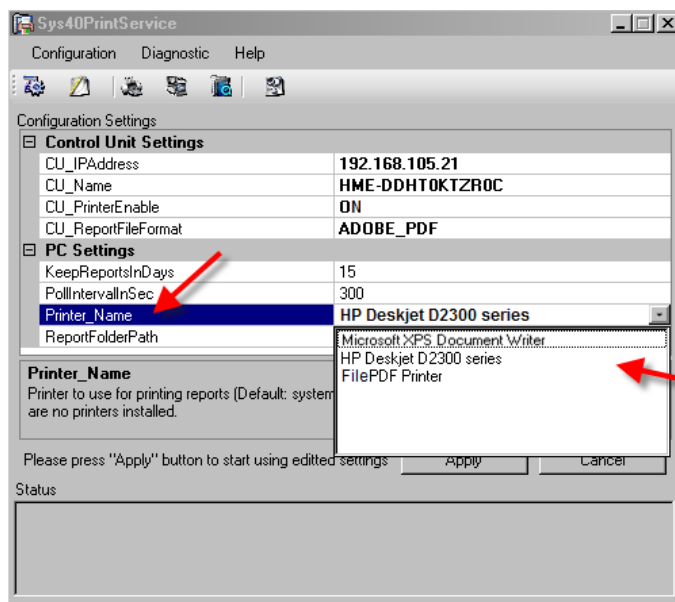 Sys40PrintService
Configuration Diagnostic Help
Configuration Settings
Control Unit Settings
CU_IPAddress 192.168.105.21
CU_Name HME-DDHT0KTZR0C
CU_PrinterEnable ON
CU_ReportFileFormat ADOBE_PDF
PC Settings
KeepReportsInDays 15
PollIntervalInSec 300
Printer_Name HP Deskjet D2300 series
ReportFolderPath
Microsoft XPS Document Writer
HP Deskjet D2300 series
FilePDF Printer
Printer_Name
Printer to use for printing reports (Default: system
are no printers installed.
Please press "Apply" button to start using editted settings Apply Cancel
Status